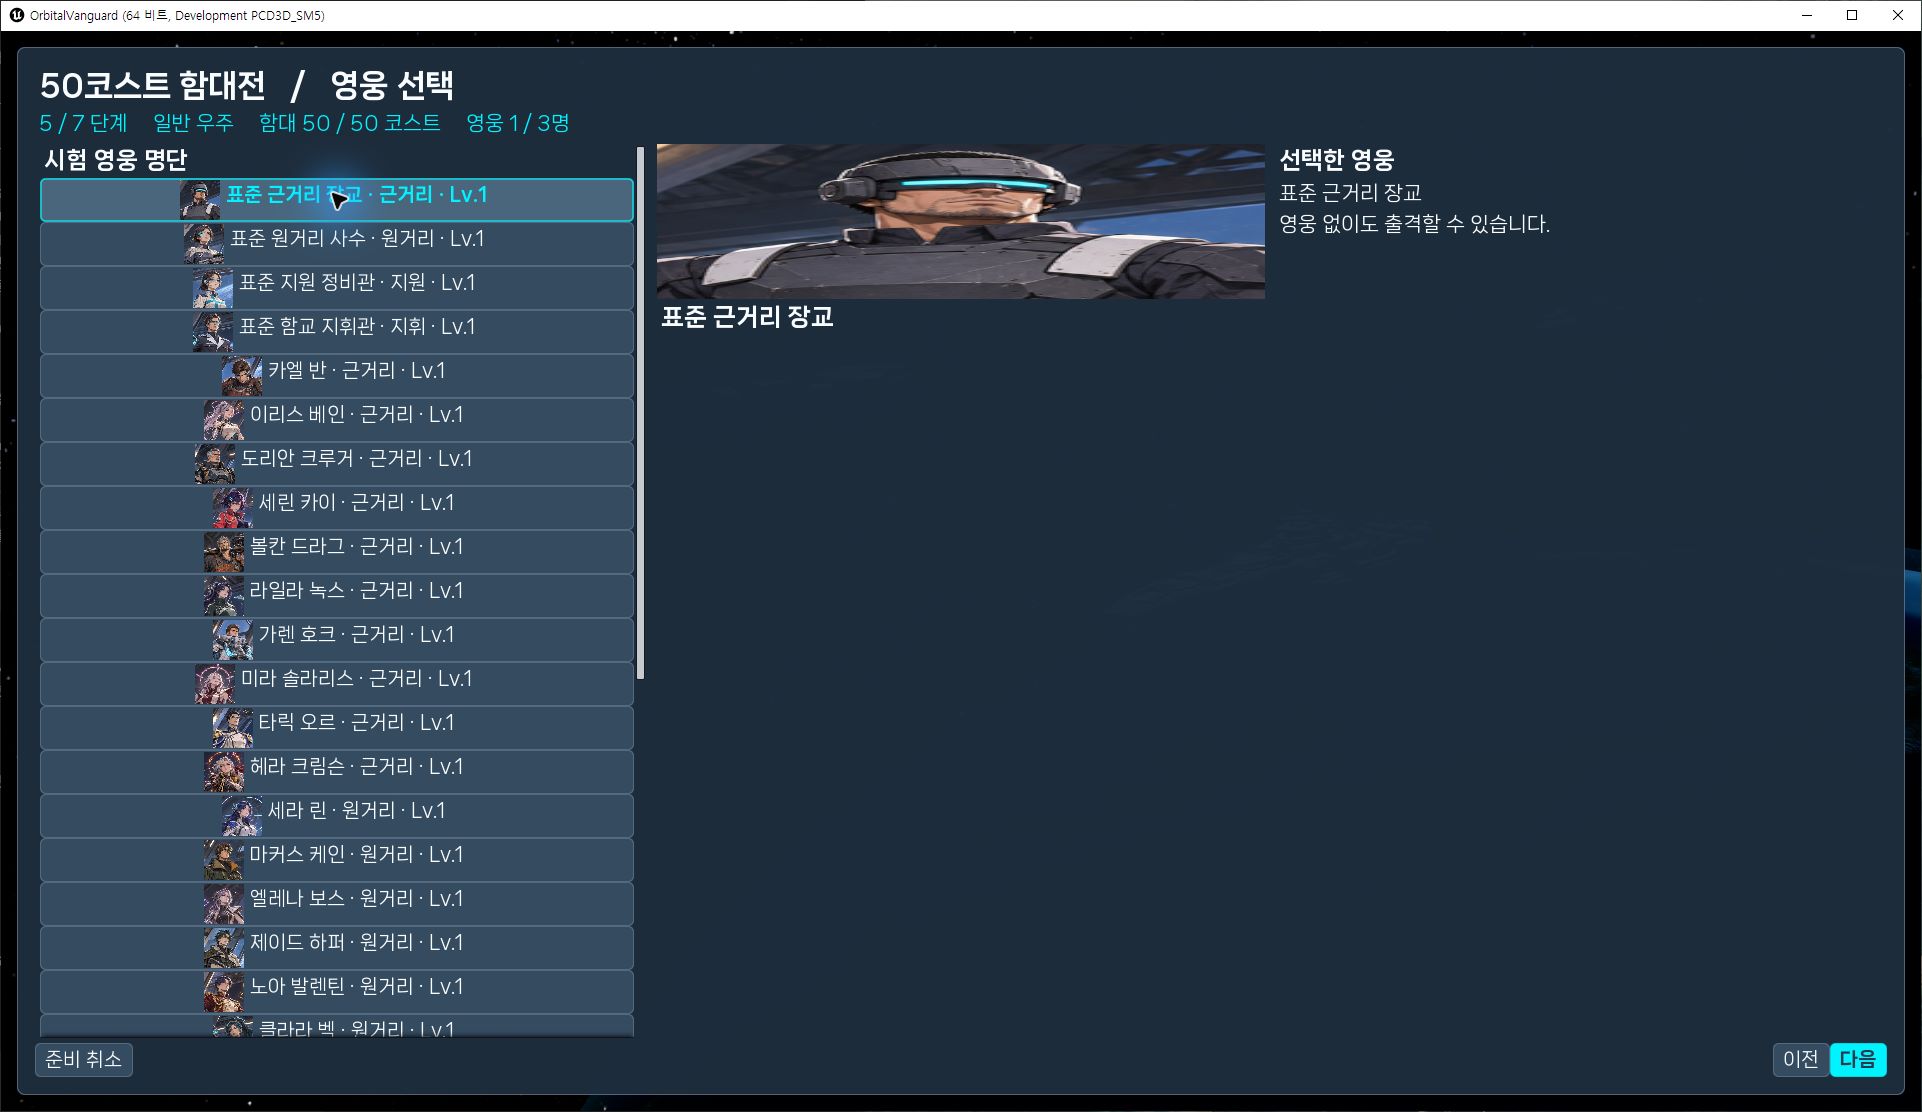 OrbitalVanguard (64 비트, Development PCD3D_SM5)
50코스트 함대전 / 영웅 선택
5 / 7 단계 일반 우주 함대 50 / 50 코스트 영웅 1 / 3명
시험 영웅 명단
표준 근거리 장교 · 근거리 · Lv.1
표준 원거리 사수 · 원거리 · Lv.1
표준 지원 정비관 · 지원 · Lv.1
표준 함교 지휘관 · 지휘 · Lv.1
카엘 반 · 근거리 · Lv.1
이리스 베인 · 근거리 · Lv.1
도리안 크루거 · 근거리 · Lv.1
세린 카이 · 근거리 · Lv.1
볼칸 드라그 · 근거리 · Lv.1
라일라 녹스 · 근거리 · Lv.1
가렌 호크 · 근거리 · Lv.1
미라 솔라리스 · 근거리 · Lv.1
타릭 오르 · 근거리 · Lv.1
헤라 크림슨 · 근거리 · Lv.1
세라 린 · 원거리 · Lv.1
마커스 케인 · 원거리 · Lv.1
엘레나 보스 · 원거리 · Lv.1
제이드 하퍼 · 원거리 · Lv.1
노아 발렌틴 · 원거리 · Lv.1
클라라 벡 · 원거리 · Lv.1
표준 근거리 장교
선택한 영웅
표준 근거리 장교
영웅 없이도 출격할 수 있습니다.
준비 취소
이전
다음